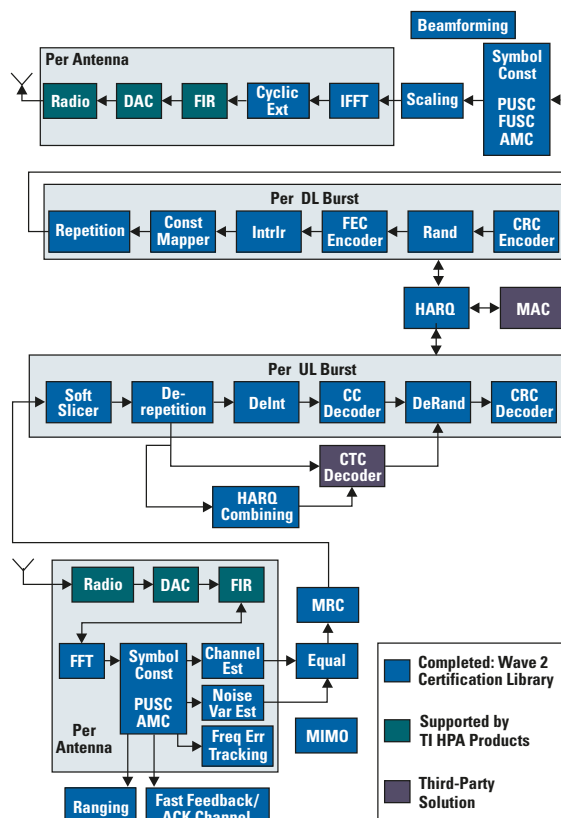 Beamforming
Per Antenna
Symbol
Const
PUSC
FUSC
AMC
Radio
DAC
FIR
Cyclic
Ext
IFFT
Scaling
Per DL Burst
Repetition
Const
Mapper
Intrlr
FEC
Encoder
Rand
CRC
Encoder
HARQ
MAC
Per UL Burst
Soft
Slicer
De-
repetition
DeInt
CC
Decoder
DeRand
CRC
Decoder
CTC
Decoder
HARQ
Combining
Radio
DAC
FIR
MRC
FFT
Symbol
Const
PUSC
AMC
Channel
Est
Equal
Noise
Var Est
Per
Antenna
Freq Err
Tracking
MIMO
Ranging
Fast Feedback/
ACK Channel
Completed: Wave 2
Certification Library
Supported by
TI HPA Products
Third-Party
Solution